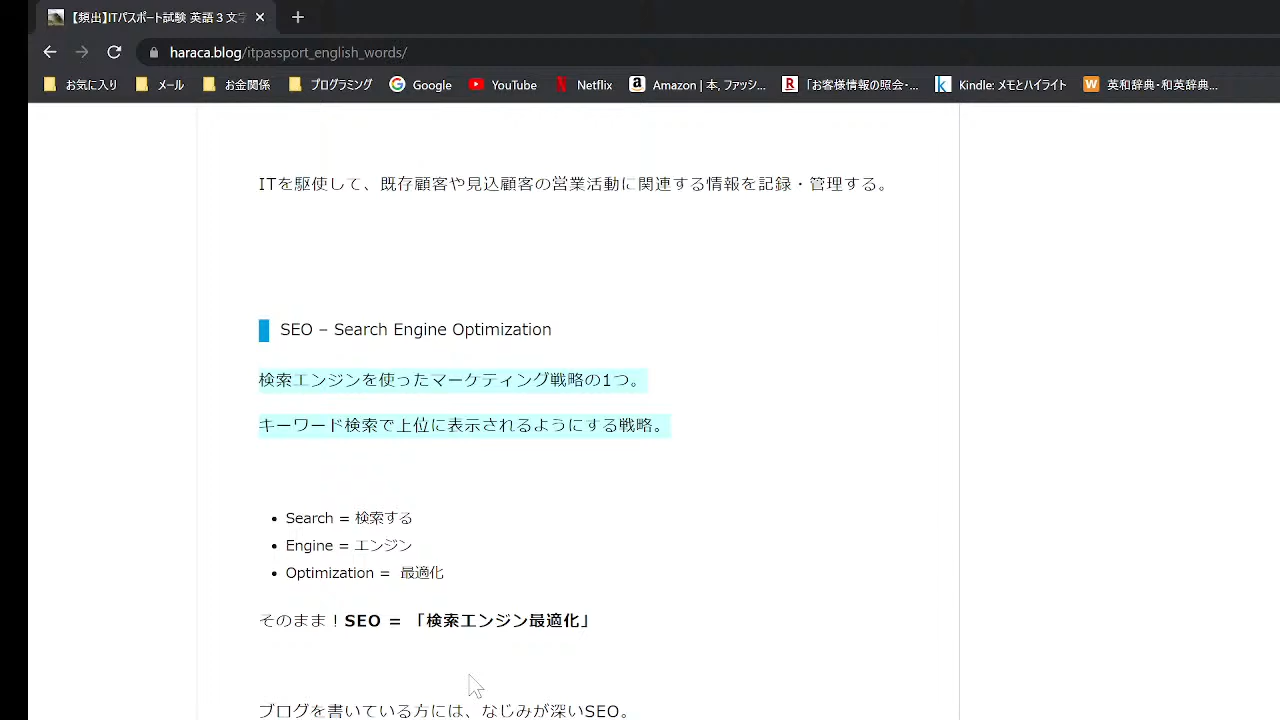 【頻出】ITパスポート試験 英語３文字
haraca.blog/itpassport_english_words/
お気に入り メール お金関係 プログラミング Google YouTube Netflix Amazon | 本, ファッシ... 「お客様情報の照会・... Kindle: メモとハイライト 英和辞典・和英辞典...
ITを駆使して、既存顧客や見込顧客の営業活動に関連する情報を記録・管理する。
SEO – Search Engine Optimization
検索エンジンを使ったマーケティング戦略の1つ。
キーワード検索で上位に表示されるようにする戦略。
• Search = 検索する
• Engine = エンジン
• Optimization = 最適化
そのまま！SEO = 「検索エンジン最適化」
ブログを書いている方には、なじみが深いSEO。